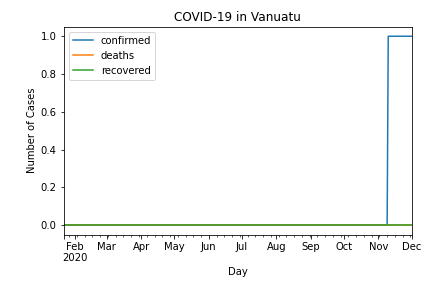 COVID-19 in Vanuatu
confirmed
deaths
recovered
Number of Cases
1.0
0.8
0.6
0.4
0.2
0.0
Feb Mar Apr May Jun Jul Aug Sep Oct Nov Dec
2020
Day